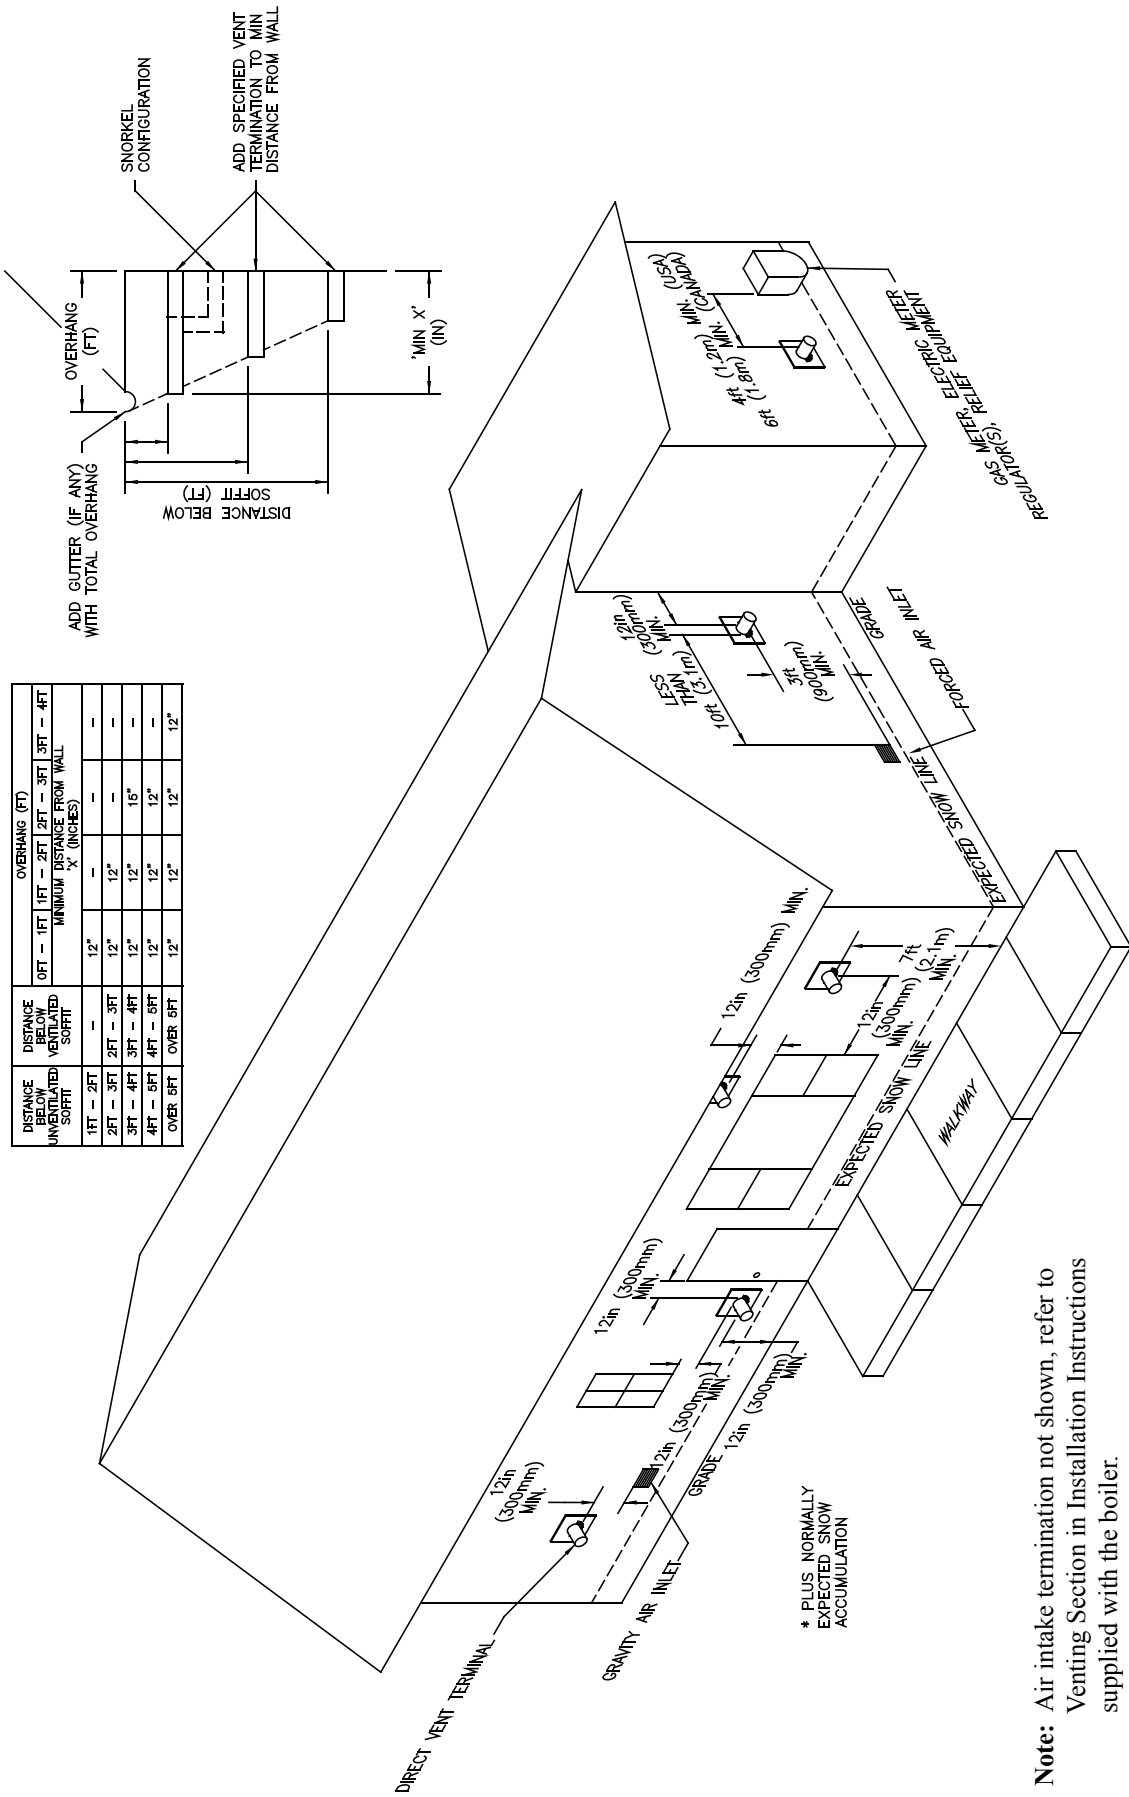 OVERHANG (FT)
DISTANCE BELOW UNVENTILATED SOFFIT
DISTANCE BELOW VENTILATED SOFFIT
0FT - 1FT 1FT - 2FT 2FT - 3FT 3FT - 4FT
MINIMUM DISTANCE FROM WALL
'X' (INCHES)
1FT - 2FT - 12" - - -
2FT - 3FT 2FT - 3FT 12" 12" - -
3FT - 4FT 3FT - 4FT 12" 12" 15" -
4FT - 5FT 4FT - 5FT 12" 12" 12" -
OVER 5FT OVER 5FT 12" 12" 12" 12"
ADD GUTTER (IF ANY)
WITH TOTAL OVERHANG
OVERHANG
(FT)
SNORKEL
CONFIGURATION
ADD SPECIFIED VENT
TERMINATION TO MIN
DISTANCE FROM WALL
DISTANCE BELOW
SOFFIT (FT)
'MIN X'
(IN)
DIRECT VENT TERMINAL
12in
(300mm)
MIN.
GRAVITY AIR INLET
12in (300mm)
MIN.
GRADE
12in (300mm)
MIN.
12in (300mm)
MIN.
12in (300mm) MIN.
12in
(300mm)
MIN.
7ft
(2.1m)
MIN.
EXPECTED SNOW LINE
WALKWAY
EXPECTED SNOW LINE
12in
(300mm)
MIN.
LESS
THAN
10ft (3.1m)
3ft
(900mm)
MIN.
GRADE
FORCED AIR INLET
4ft (1.2m) MIN. (USA)
6ft (1.8m) MIN. (CANADA)
GAS METER, ELECTRIC METER
REGULATOR(S), RELIEF EQUIPMENT
* PLUS NORMALLY
EXPECTED SNOW
ACCUMULATION
Note: Air intake termination not shown, refer to
Venting Section in Installation Instructions
supplied with the boiler.